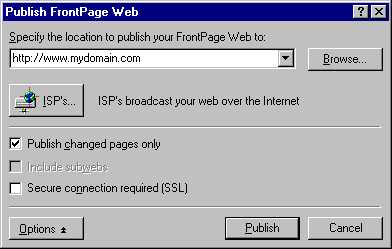 Publish FrontPage Web
Specify the location to publish your FrontPage Web to:
http://www.mydomain.com
Browse...
ISP's...
ISP's broadcast your web over the Internet
Publish changed pages only
Include subwebs
Secure connection required (SSL)
Options
Publish
Cancel